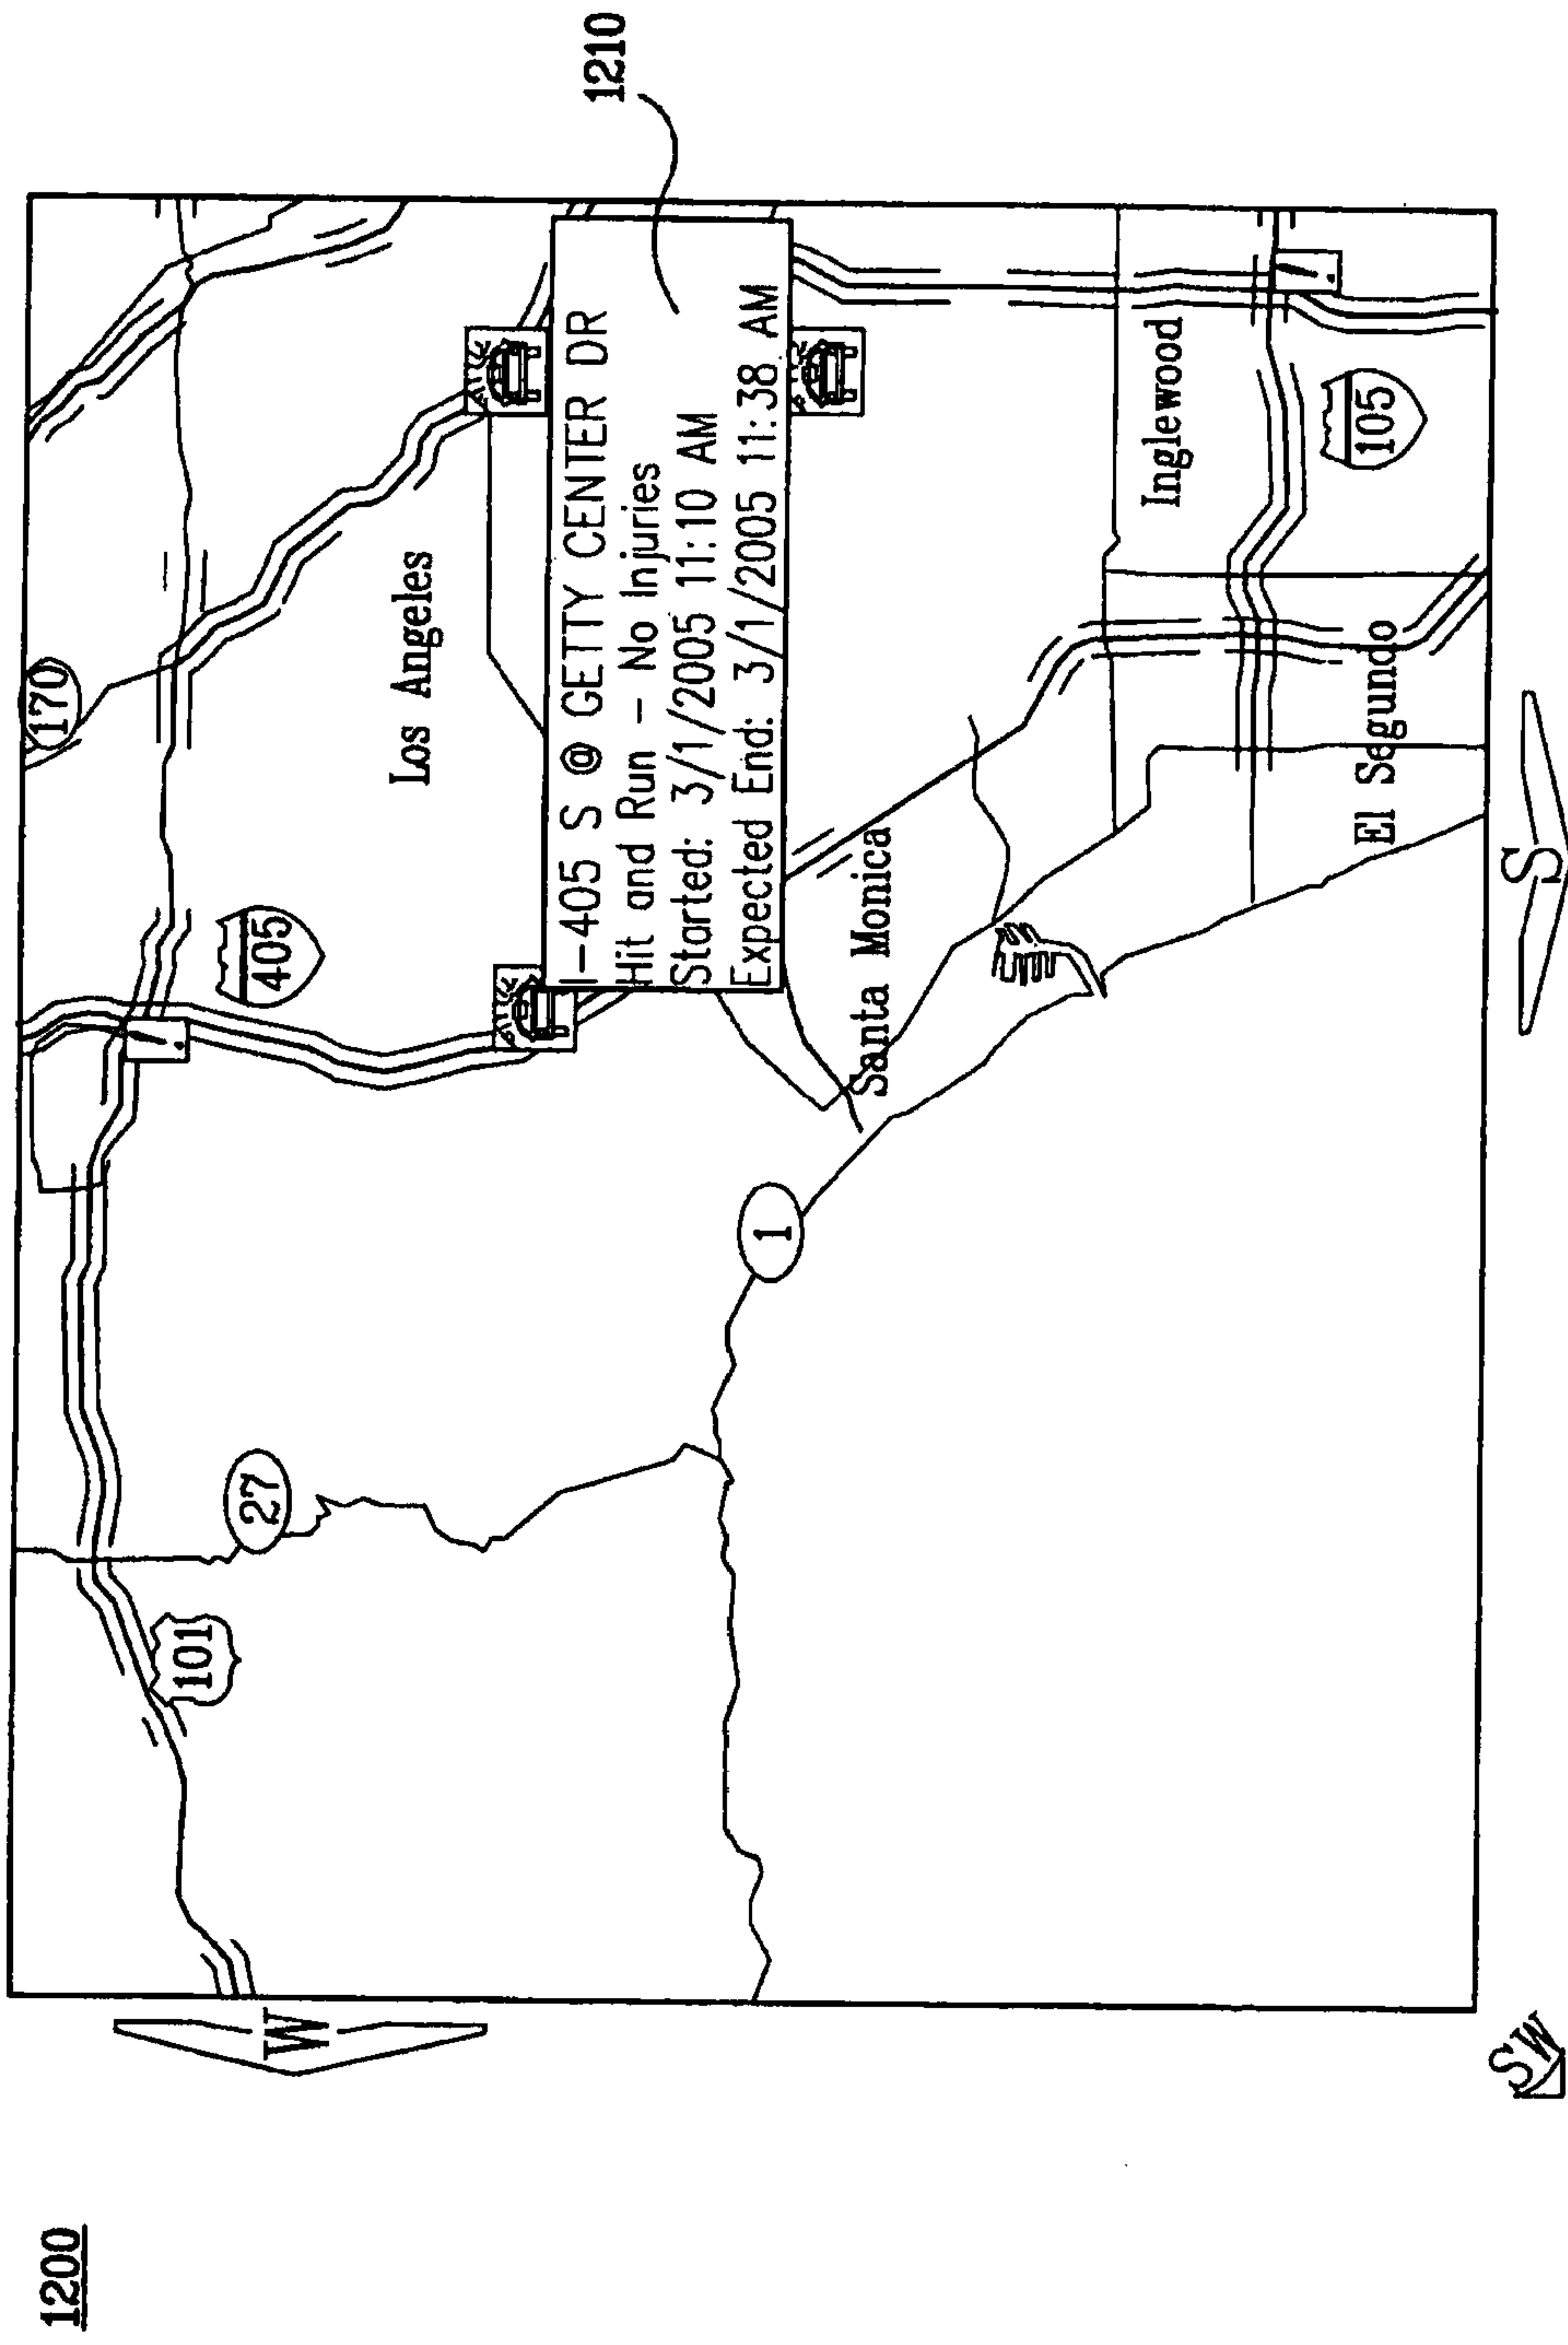 1200
170
405
101
27
Los Angeles
I-405 S @ GETTY CENTER DR
Hit and Run - No Injuries
Started: 3/1/2005 11:10 AM
Expected End: 3/1/2005 11:38 AM
1210
1
Santa Monica
Inglewood
105
El Segundo
W
SW
S